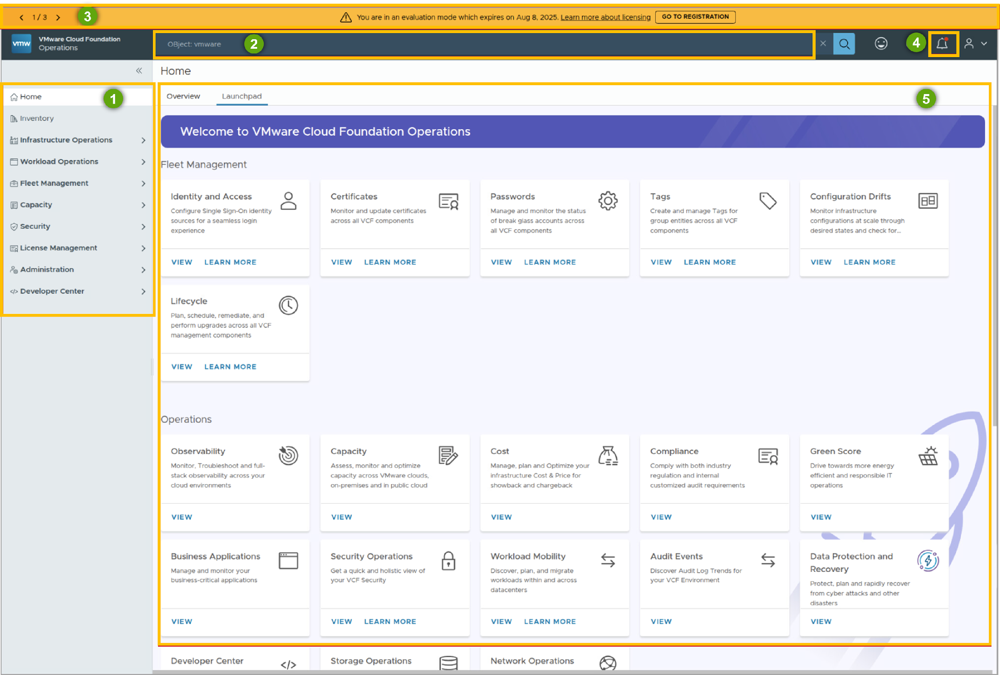 1 / 3
3
You are in an evaluation mode which expires on Aug 8, 2025. Learn more about licensing
GO TO REGISTRATION
vmw
VMware Cloud Foundation
Operations
OBject: vmware
2
4
Home
1
Home
Inventory
Infrastructure Operations
Workload Operations
Fleet Management
Capacity
Security
License Management
Administration
Developer Center
Overview
Launchpad
5
Welcome to VMware Cloud Foundation Operations
Fleet Management
Identity and Access
Configure Single Sign-On identity
sources for a seamless login
experience
VIEW LEARN MORE
Certificates
Monitor and update certificates
across all VCF components
VIEW LEARN MORE
Passwords
Manage and monitor the status
of break glass accounts across
all VCF components
VIEW LEARN MORE
Tags
Create and manage Tags for
group entities across all VCF
components
VIEW LEARN MORE
Configuration Drifts
Monitor infrastructure
configurations at scale through
desired states and check for...
VIEW LEARN MORE
Lifecycle
Plan, schedule, remediate, and
perform upgrades across all VCF
management components
VIEW LEARN MORE
Operations
Observability
Monitor, Troubleshoot and full-
stack observability across your
cloud environments
VIEW
Capacity
Assess, monitor and optimize
capacity across VMware clouds,
on-premises and in public cloud
VIEW
Cost
Manage, plan and Optimize your
infrastructure Cost & Price for
showback and chargeback
VIEW
Compliance
Comply with both industry
regulation and internal
customized audit requirements
VIEW
Green Score
Drive towards more energy
efficient and responsible IT
operations
VIEW
Business Applications
Manage and monitor your
business-critical applications
VIEW
Security Operations
Get a quick and holistic view of
your VCF Security
VIEW LEARN MORE
Workload Mobility
Discover, plan, and migrate
workloads within and across
datacenters
VIEW LEARN MORE
Audit Events
Discover Audit Log Trends for
your VCF Environment
VIEW
Data Protection and
Recovery
Protect, plan and rapidly recover
from cyber attacks and other
disasters
VIEW
Developer Center
Storage Operations
Network Operations